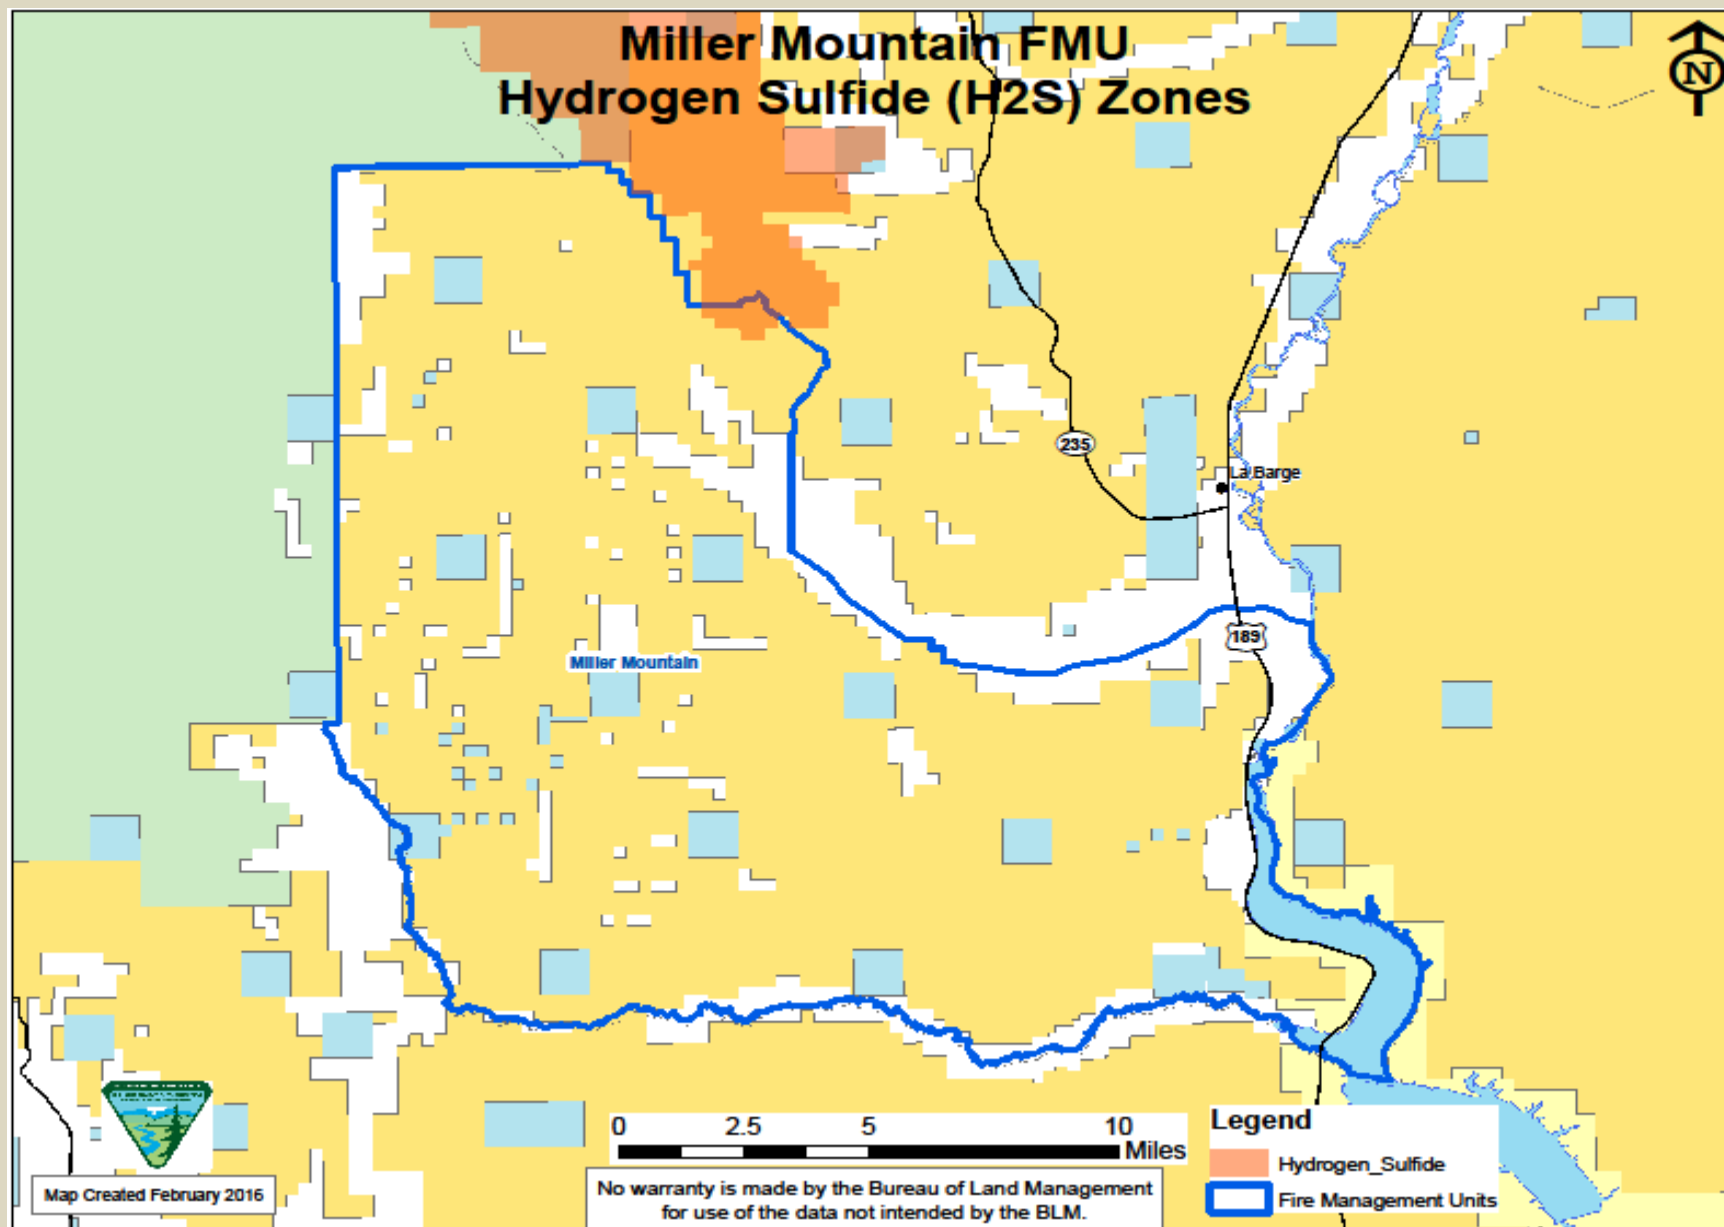 Miller Mountain FMU
Hydrogen Sulfide (H2S) Zones
N
235
La Barge
189
Miller Mountain
0 2.5 5 10
Miles
Legend
Hydrogen_Sulfide
Fire Management Units
Map Created February 2016
No warranty is made by the Bureau of Land Management
for use of the data not intended by the BLM.